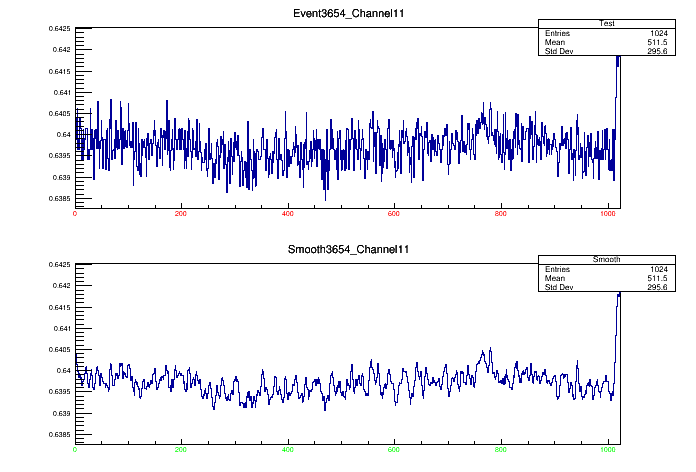 Event3654_Channel11
Test
Entries 1024
Mean 511.5
Std Dev 295.6
0.6425
0.642
0.6415
0.641
0.6405
0.64
0.6395
0.639
0.6385
0 200 400 600 800 1000
Smooth3654_Channel11
Smooth
Entries 1024
Mean 511.5
Std Dev 295.6
0.6425
0.642
0.6415
0.641
0.6405
0.64
0.6395
0.639
0.6385
0 200 400 600 800 1000